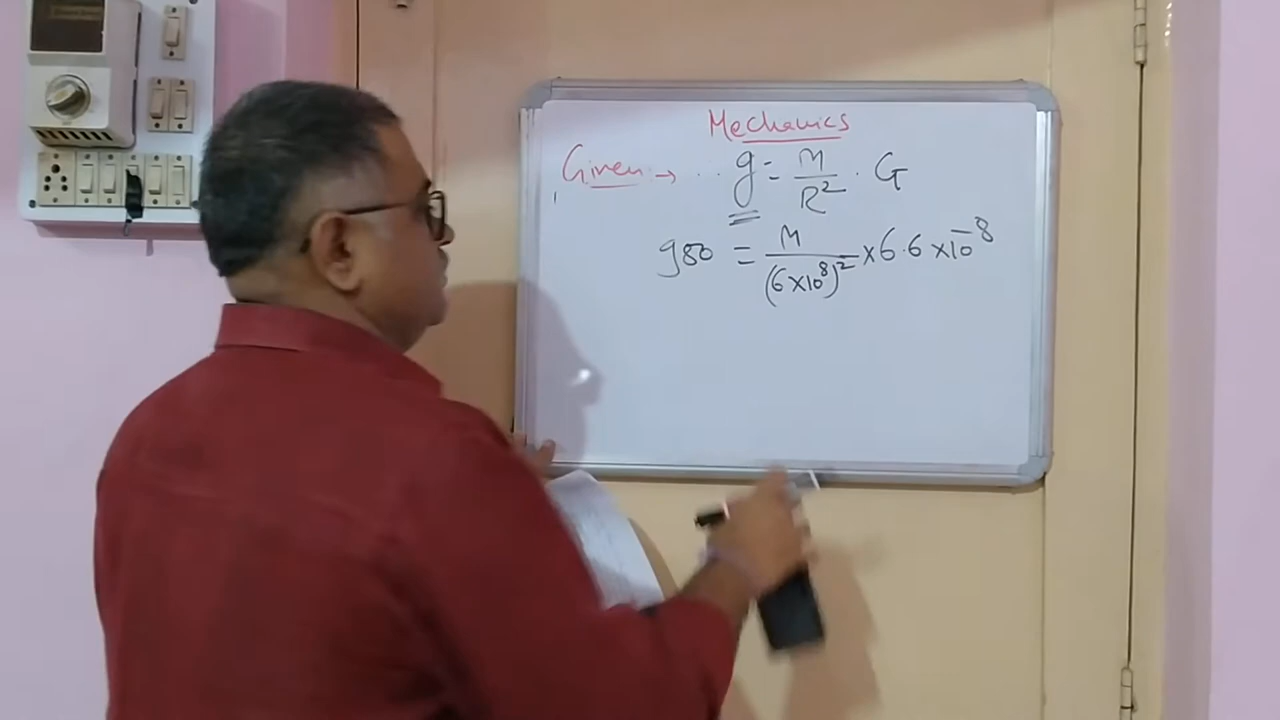 Mechanics
Given → .. g = M/R² · G
980 = M/(6×10⁸)² × 6.6 × 10⁻⁸